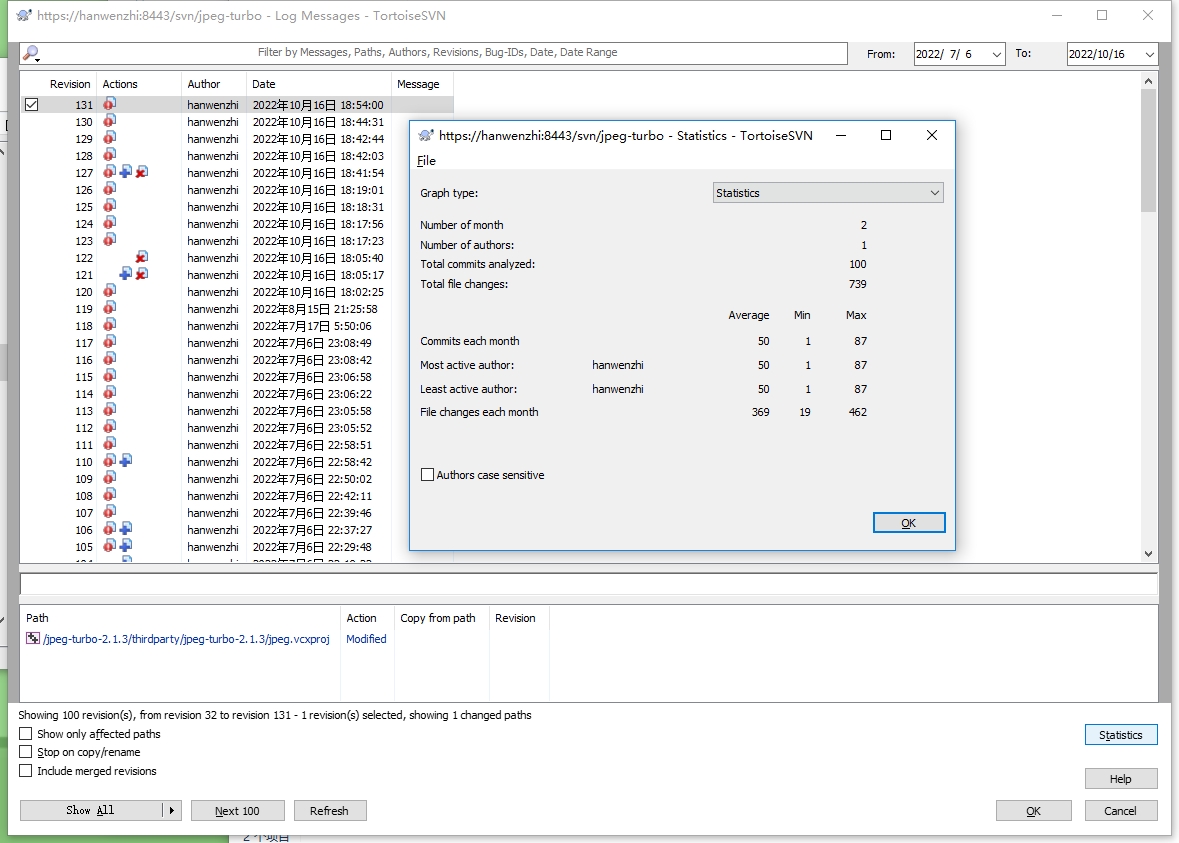 https://hanwenzhi:8443/svn/jpeg-turbo - Log Messages - TortoiseSVN
Filter by Messages, Paths, Authors, Revisions, Bug-IDs, Date, Date Range
From: 2022/ 7/ 6 To: 2022/10/16
Revision Actions Author Date Message
131 hanwenzhi 2022年10月16日 18:54:00
130 hanwenzhi 2022年10月16日 18:44:31
129 hanwenzhi 2022年10月16日 18:42:44
128 hanwenzhi 2022年10月16日 18:42:03
127 hanwenzhi 2022年10月16日 18:41:54
126 hanwenzhi 2022年10月16日 18:19:01
125 hanwenzhi 2022年10月16日 18:18:31
124 hanwenzhi 2022年10月16日 18:17:56
123 hanwenzhi 2022年10月16日 18:17:23
122 hanwenzhi 2022年10月16日 18:05:40
121 hanwenzhi 2022年10月16日 18:05:17
120 hanwenzhi 2022年10月16日 18:02:25
119 hanwenzhi 2022年8月15日 21:25:58
118 hanwenzhi 2022年7月17日 5:50:06
117 hanwenzhi 2022年7月6日 23:08:49
116 hanwenzhi 2022年7月6日 23:08:42
115 hanwenzhi 2022年7月6日 23:06:58
114 hanwenzhi 2022年7月6日 23:06:22
113 hanwenzhi 2022年7月6日 23:05:58
112 hanwenzhi 2022年7月6日 23:05:52
111 hanwenzhi 2022年7月6日 22:58:51
110 hanwenzhi 2022年7月6日 22:58:42
109 hanwenzhi 2022年7月6日 22:50:02
108 hanwenzhi 2022年7月6日 22:42:11
107 hanwenzhi 2022年7月6日 22:39:46
106 hanwenzhi 2022年7月6日 22:37:27
105 hanwenzhi 2022年7月6日 22:29:48
https://hanwenzhi:8443/svn/jpeg-turbo - Statistics - TortoiseSVN
File
Graph type: Statistics
Number of month 2
Number of authors: 1
Total commits analyzed: 100
Total file changes: 739
Average Min Max
Commits each month 50 1 87
Most active author: hanwenzhi 50 1 87
Least active author: hanwenzhi 50 1 87
File changes each month 369 19 462
Authors case sensitive
OK
Path Action Copy from path Revision
/jpeg-turbo-2.1.3/thirdparty/jpeg-turbo-2.1.3/jpeg.vcxproj Modified
Showing 100 revision(s), from revision 32 to revision 131 - 1 revision(s) selected, showing 1 changed paths
Show only affected paths
Statistics
Stop on copy/rename
Include merged revisions
Help
Show All Next 100 Refresh OK Cancel
2 个项目